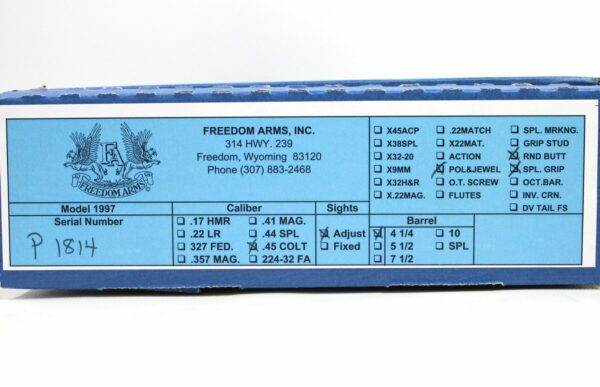 FREEDOM ARMS, INC.
314 HWY. 239
Freedom, Wyoming 83120
Phone (307) 883-2468
FA
FREEDOM ARMS
X45ACP .22MATCH SPL. MRKNG.
X38SPL X22MAT. GRIP STUD
X32-20 ACTION RND BUTT
X9MM POL&JEWEL SPL. GRIP
X32H&R O.T. SCREW OCT.BAR.
X.22MAG. FLUTES INV. CRN.
DV TAIL FS
Model 1997 Caliber Sights
Serial Number .17 HMR .41 MAG. Barrel
.22 LR .44 SPL Adjust 4 1/4 10
P 1814 327 FED. .45 COLT Fixed 5 1/2 SPL
.357 MAG. 224-32 FA 7 1/2